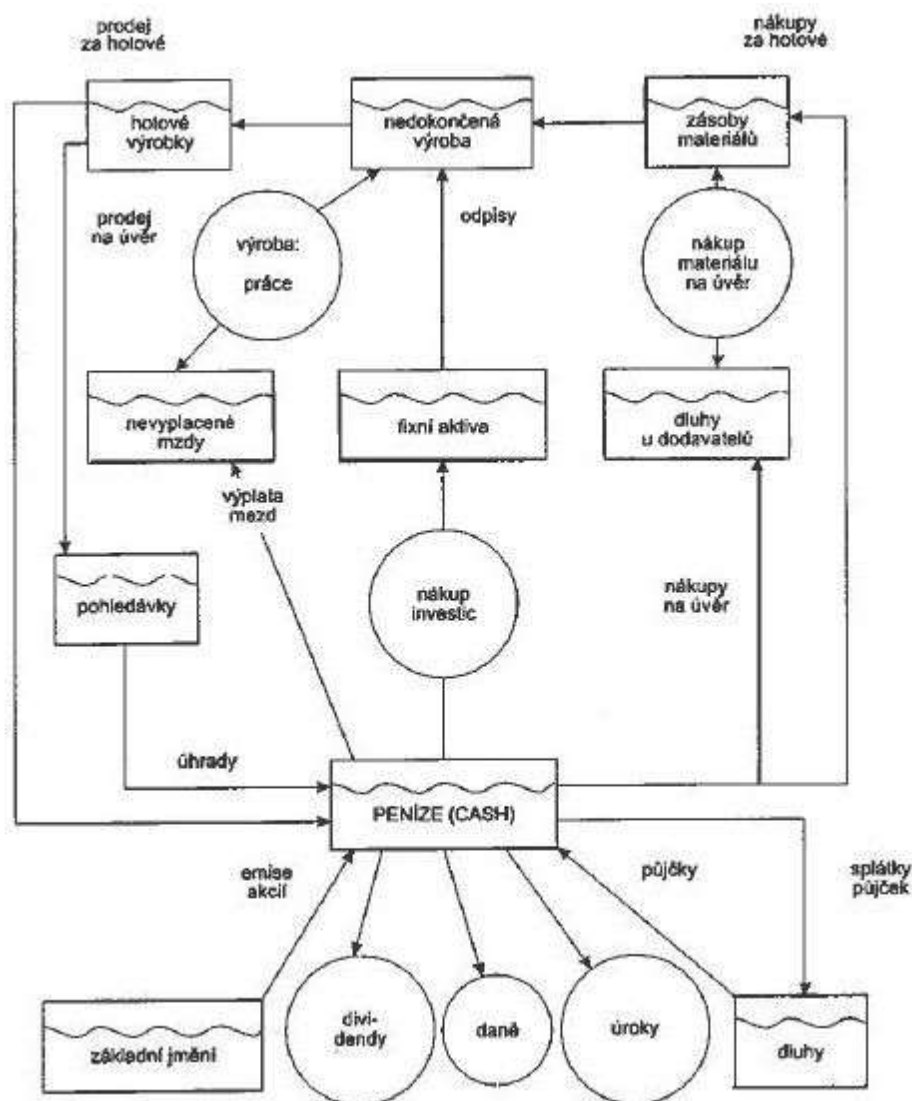 prodej
za hotové
nákupy
za hotové
hotové
výrobky
nedokončená
výroba
zásoby
materiálů
prodej
na úvěr
výroba:
práce
odpisy
nákup
materiálu
na úvěr
nevyplacené
mzdy
fixní aktiva
dluhy
u dodavatelů
výplata
mezd
pohledávky
nákup
investic
nákupy
na úvěr
úhrady
PENÍZE (CASH)
emise
akcií
půjčky
splátky
půjček
základní jmění
divi-
dendy
daně
úroky
dluhy